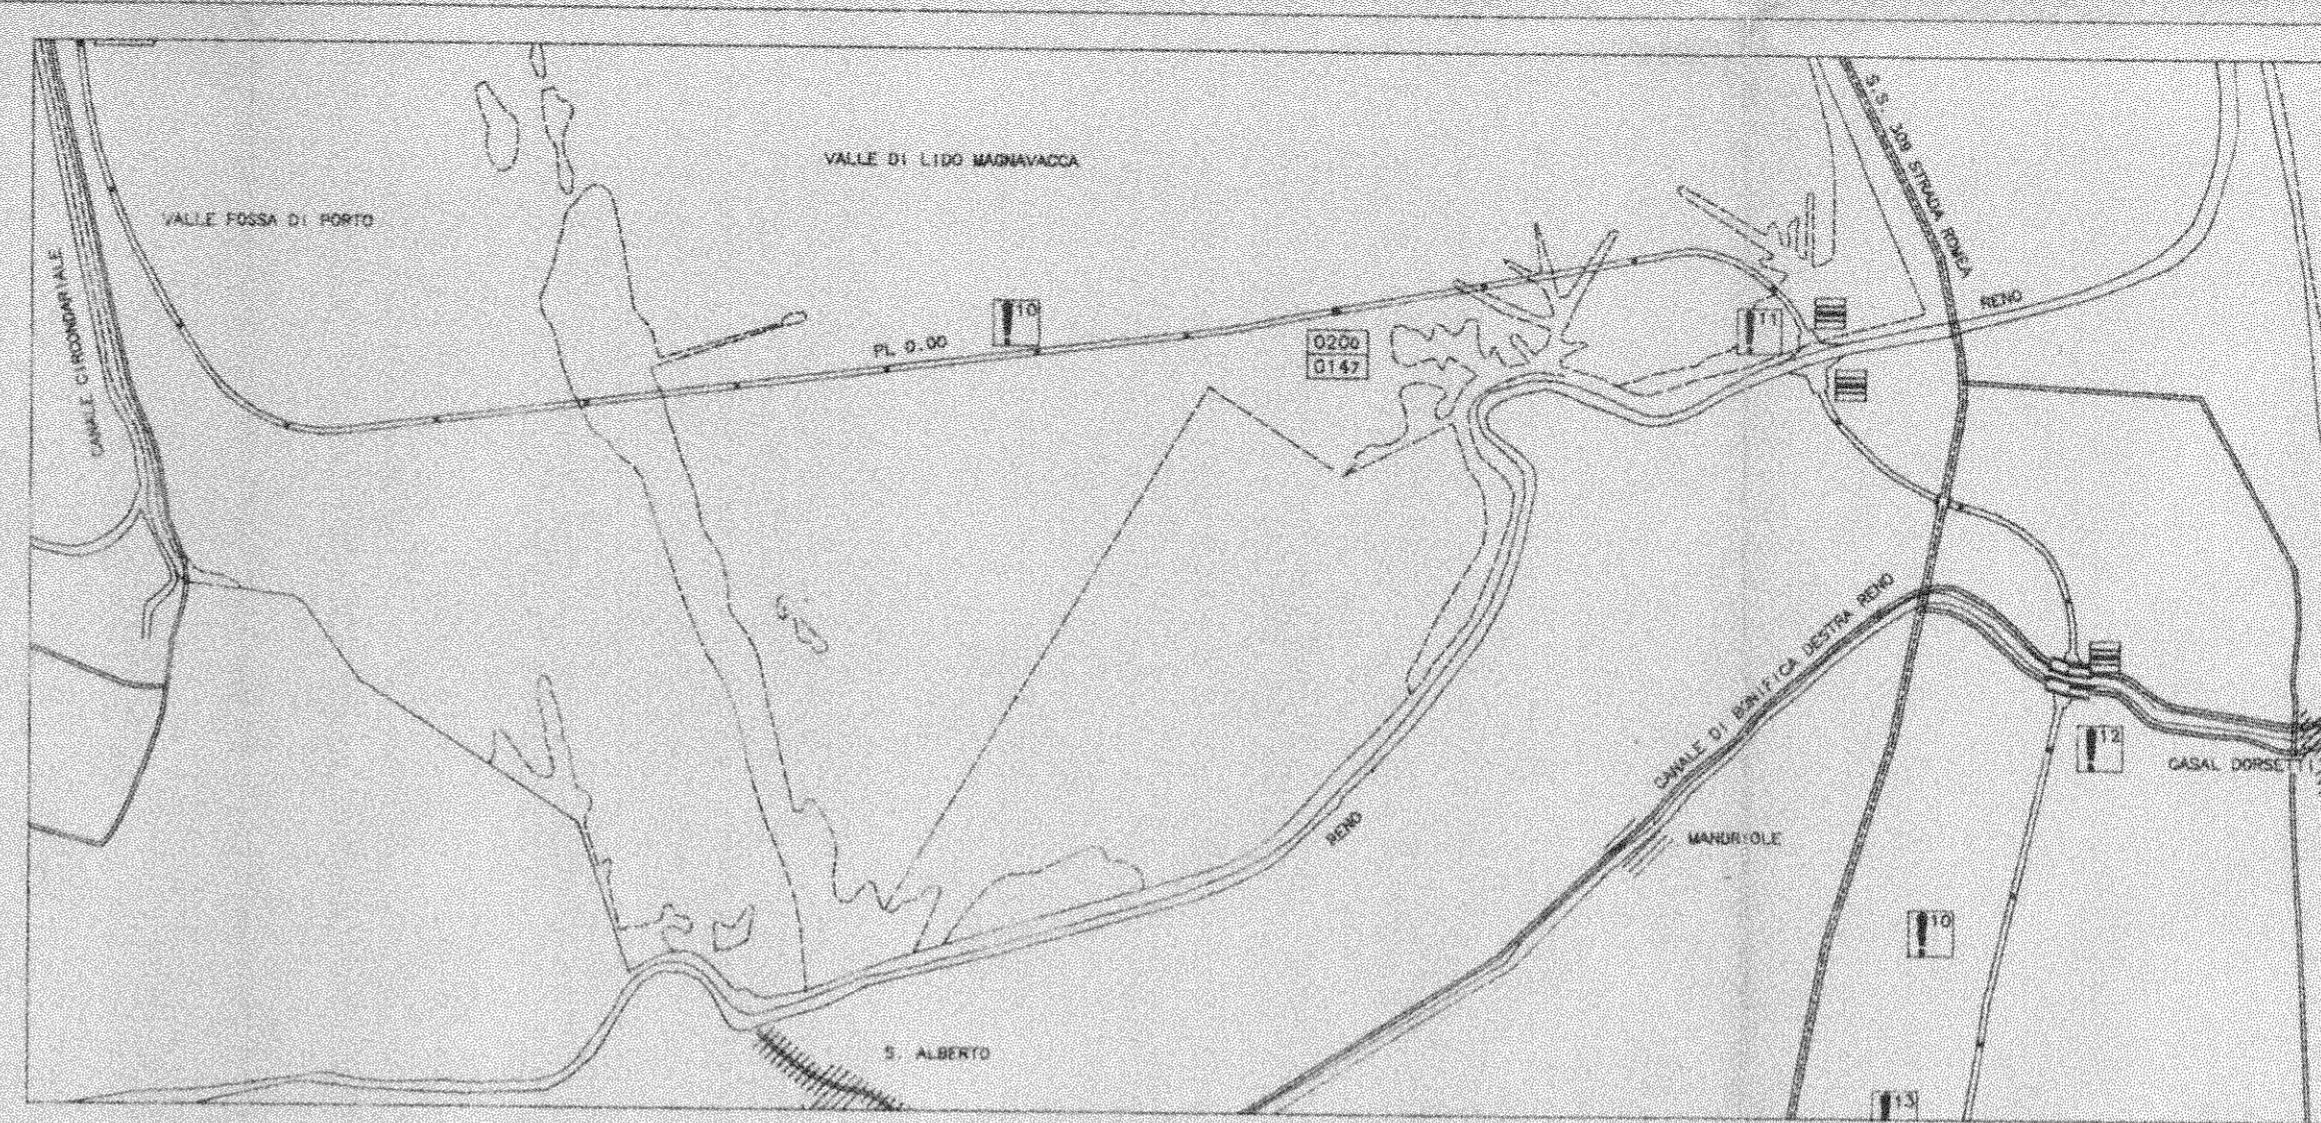 S.S. 309 STRADA ROMEA
VALLE DI LIDO MAGNAVACCA
VALLE FOSSA DI PORTO
CANALE CIRCONDARIALE
10
PL 0.00
0200
0147
11
RENO
CANALE DI BONIFICA DESTRA RENO
12
CASAL DORSETTI
RENO
MANDRIOLE
10
S. ALBERTO
13